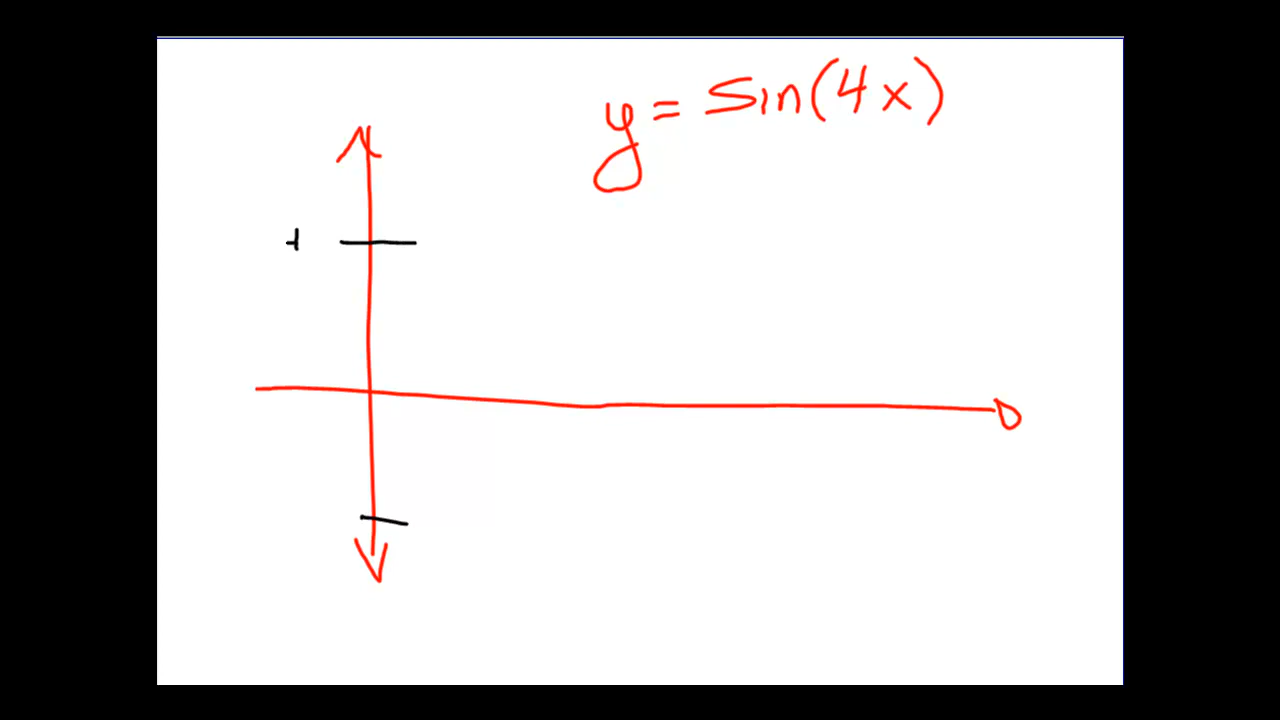 y = sin(4x)
+1